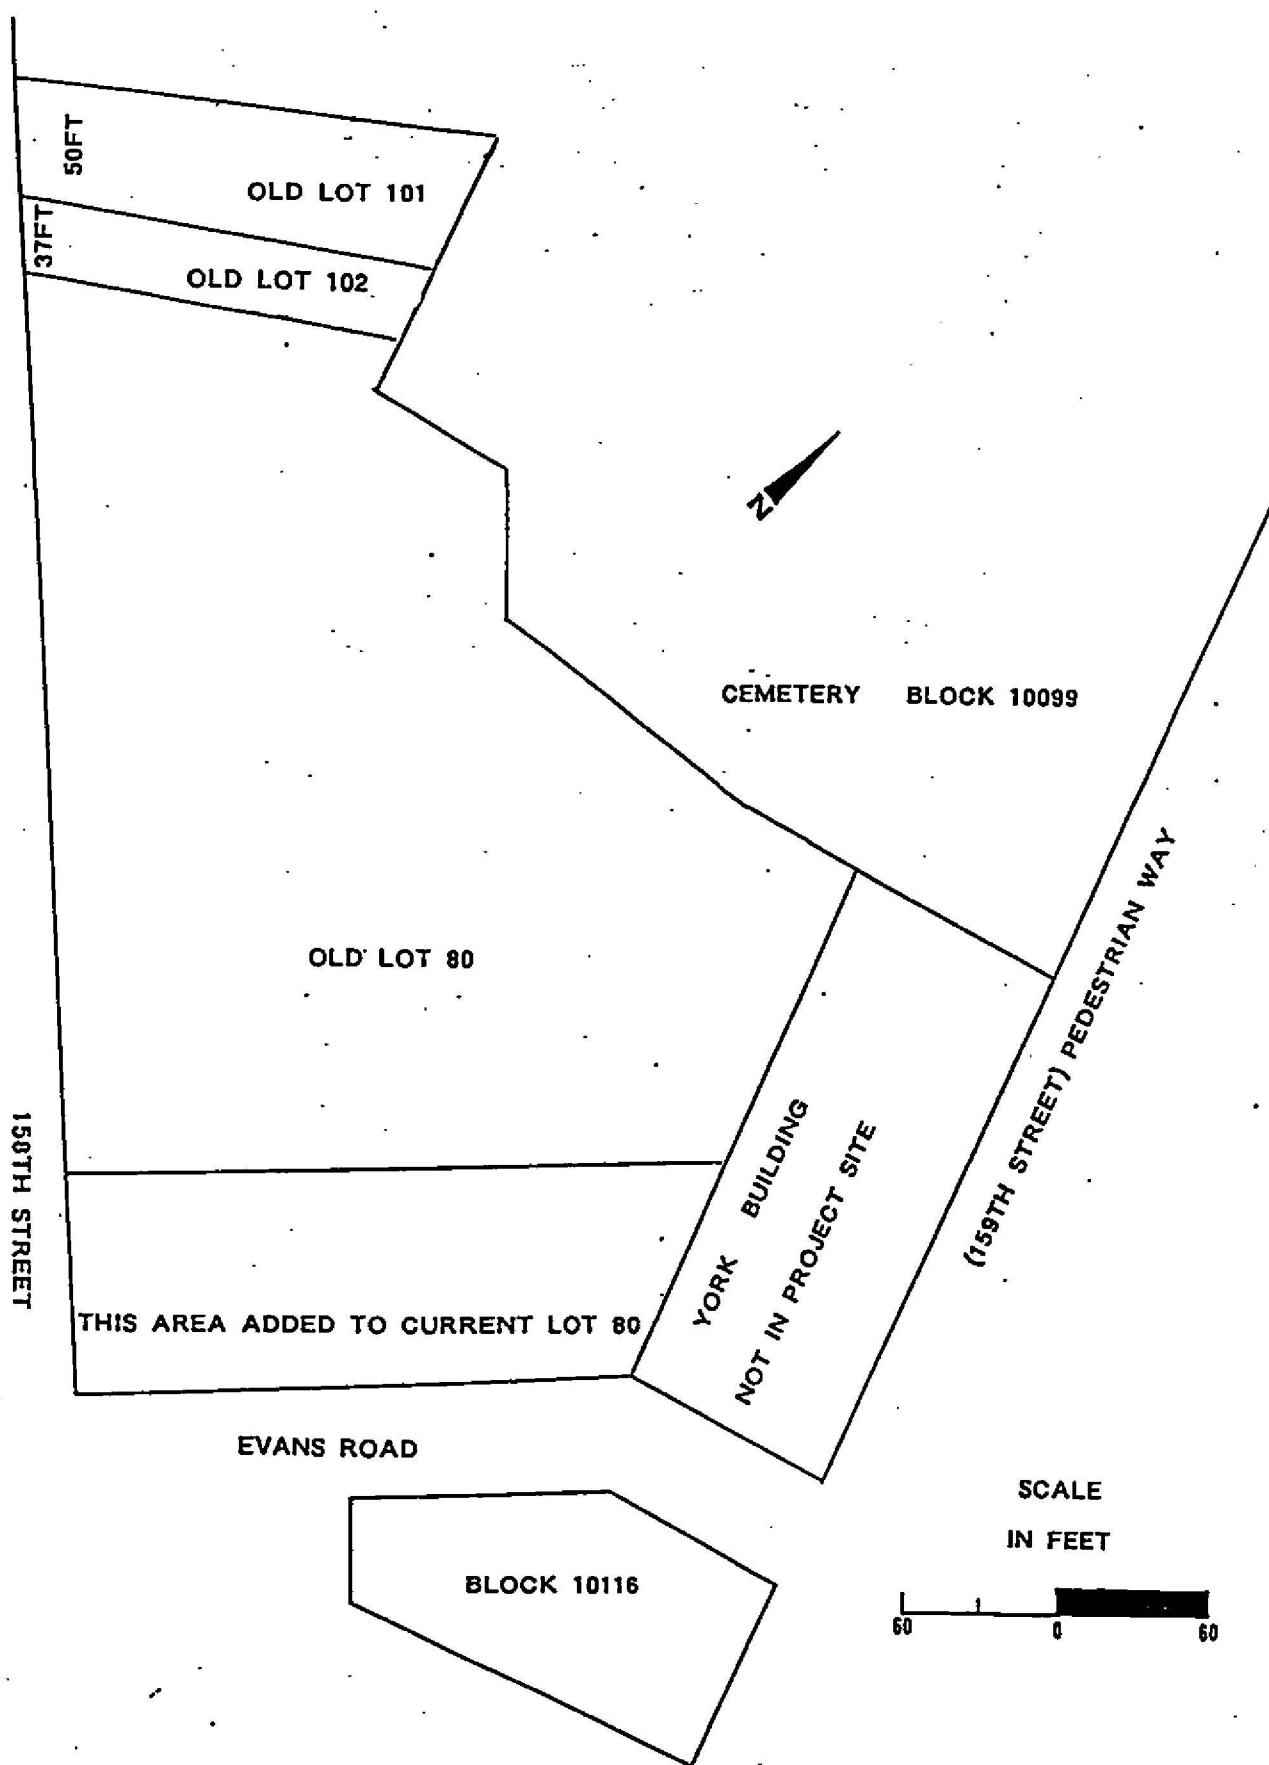 50FT
OLD LOT 101
37FT
OLD LOT 102
N
CEMETERY BLOCK 10099
(159TH STREET) PEDESTRIAN WAY
OLD LOT 80
YORK BUILDING
NOT IN PROJECT SITE
158TH STREET
THIS AREA ADDED TO CURRENT LOT 80
EVANS ROAD
BLOCK 10116
SCALE
IN FEET
60 0 60